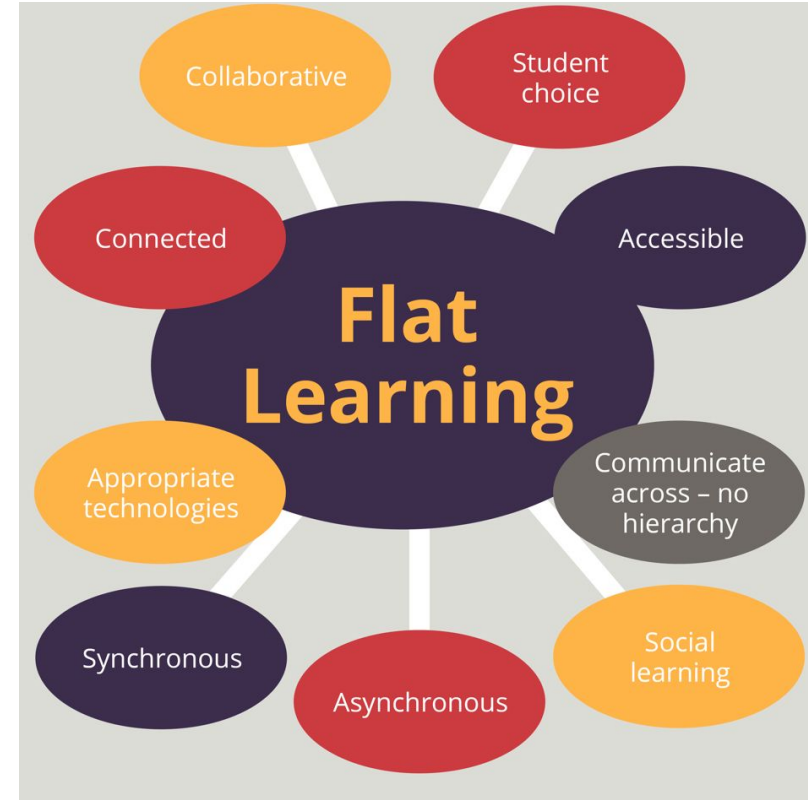 Collaborative
Student
choice
Connected
Accessible
Flat
Learning
Appropriate
technologies
Communicate
across – no
hierarchy
Synchronous
Asynchronous
Social
learning